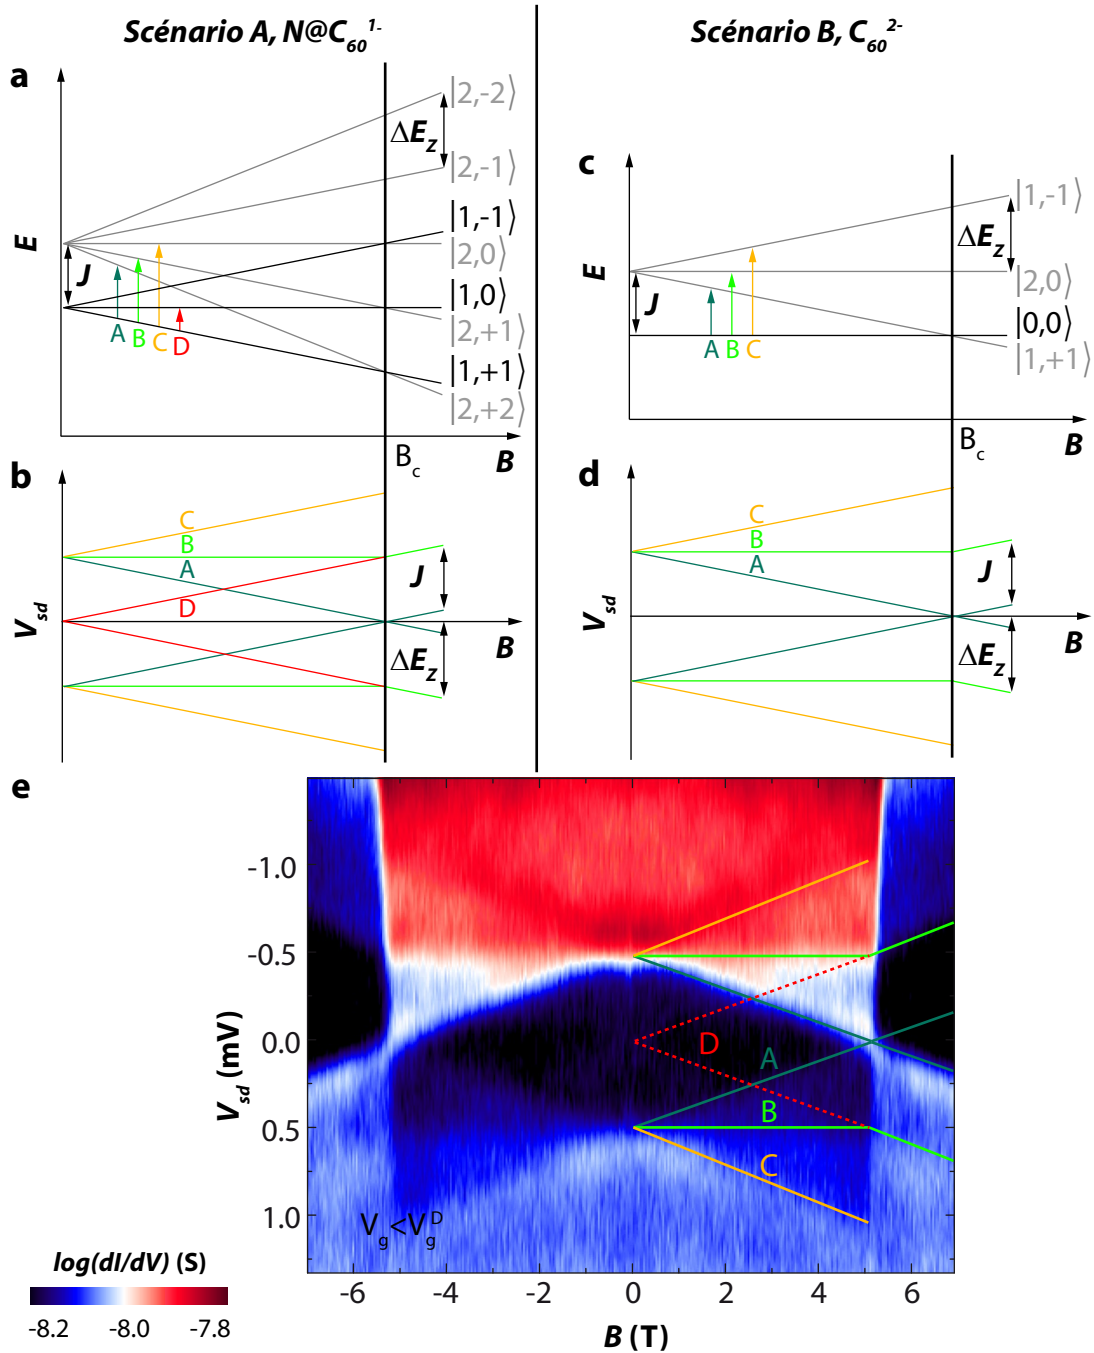 Scénario A, N@C60 1-
Scénario B, C60 2-
a
E
J
A
B
C
D
ΔEZ
|2,-2⟩
|2,-1⟩
|1,-1⟩
|2,0⟩
|1,0⟩
|2,+1⟩
|1,+1⟩
|2,+2⟩
Bc
B
c
E
J
A
B
C
ΔEZ
|1,-1⟩
|2,0⟩
|0,0⟩
|1,+1⟩
Bc
B
b
Vsd
C
B
A
D
J
ΔEZ
B
d
Vsd
C
B
A
J
ΔEZ
B
e
Vsd (mV)
-1.0
-0.5
0.0
0.5
1.0
D
A
B
C
Vg<VgD
-6
-4
-2
0
2
4
6
B (T)
log(dI/dV) (S)
-8.2
-8.0
-7.8